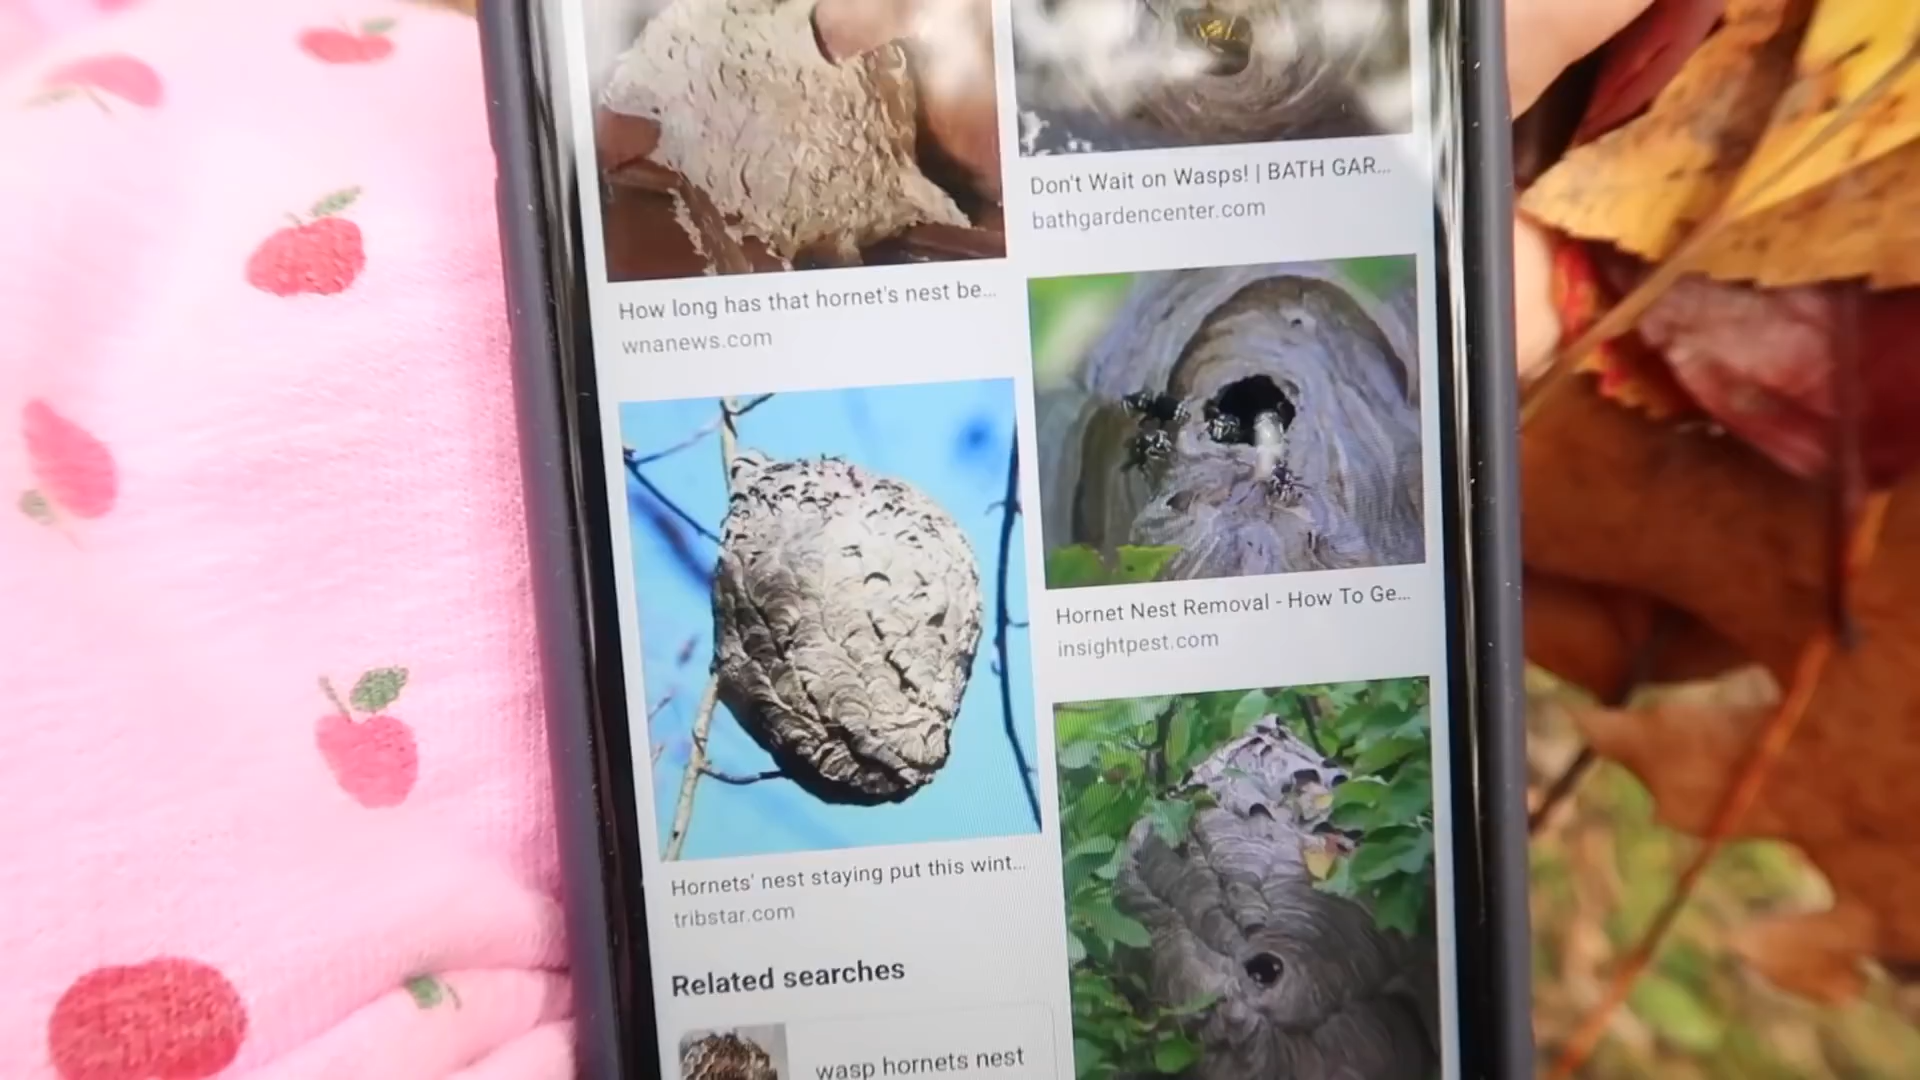 Don't Wait on Wasps! | BATH GAR...
bathgardencenter.com
How long has that hornet's nest be...
wnanews.com
Hornet Nest Removal - How To Ge...
insightpest.com
Hornets' nest staying put this wint...
tribstar.com
Related searches
wasp hornets nest